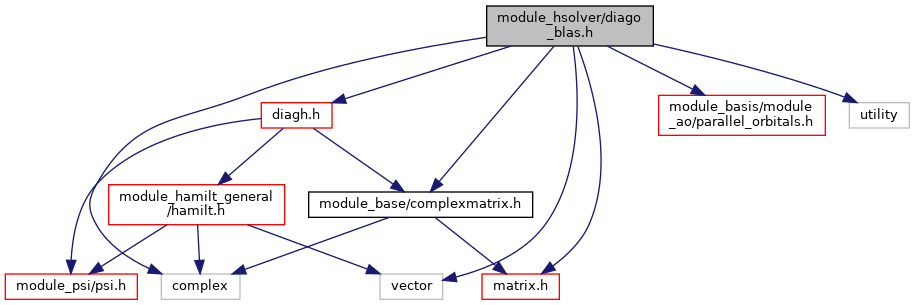 module_hsolver/diago
_blas.h
diagh.h
module_basis/module
_ao/parallel_orbitals.h
utility
module_hamilt_general
/hamilt.h
module_base/complexmatrix.h
module_psi/psi.h
complex
vector
matrix.h